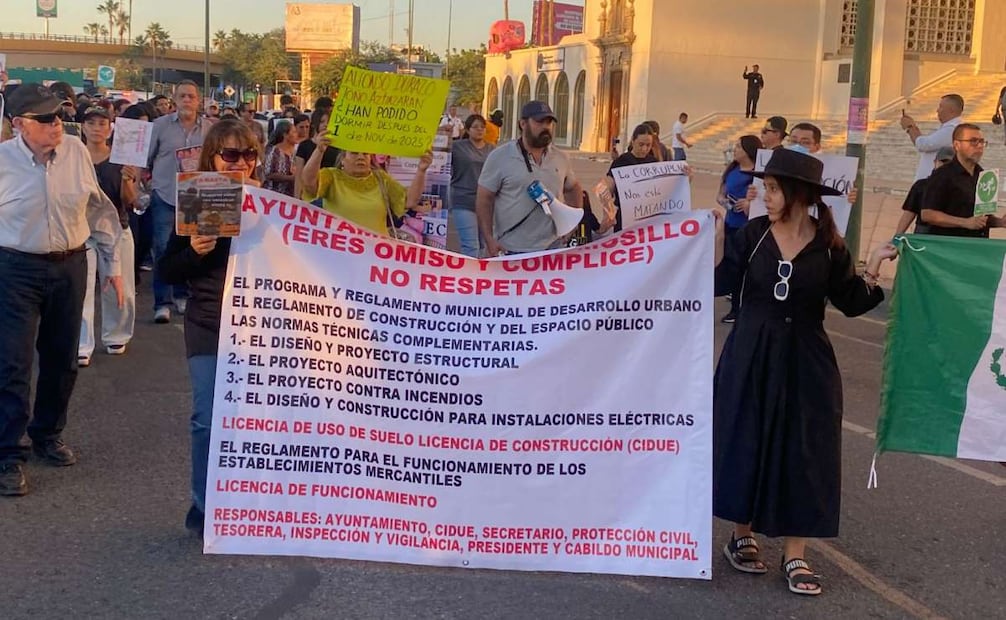 ALFONSO DURAZO
TOÑO ASTIAZARAN
¿HAN PODIDO
DORMIR DESPUES DEL
1 de Nov de 2025?
LA CORRUPCIÓN
NOS ESTÁ
MATANDO
AYUNTAMIENTO HERMOSILLO
(ERES OMISO Y COMPLICE)
NO RESPETAS
EL PROGRAMA Y REGLAMENTO MUNICIPAL DE DESARROLLO URBANO
EL REGLAMENTO DE CONSTRUCCIÓN Y DEL ESPACIO PÚBLICO
LAS NORMAS TÉCNICAS COMPLEMENTARIAS.
1.- EL DISEÑO Y PROYECTO ESTRUCTURAL
2.- EL PROYECTO AQUITECTÓNICO
3.- EL PROYECTO CONTRA INCENDIOS
4.- EL DISEÑO Y CONSTRUCCIÓN PARA INSTALACIONES ELÉCTRICAS
LICENCIA DE USO DE SUELO LICENCIA DE CONSTRUCCIÓN (CIDUE)
EL REGLAMENTO PARA EL FUNCIONAMIENTO DE LOS
ESTABLECIMIENTOS MERCANTILES
LICENCIA DE FUNCIONAMIENTO
RESPONSABLES: AYUNTAMIENTO, CIDUE, SECRETARIO, PROTECCIÓN CIVIL,
TESORERA, INSPECCIÓN Y VIGILANCIA, PRESIDENTE Y CABILDO MUNICIPAL